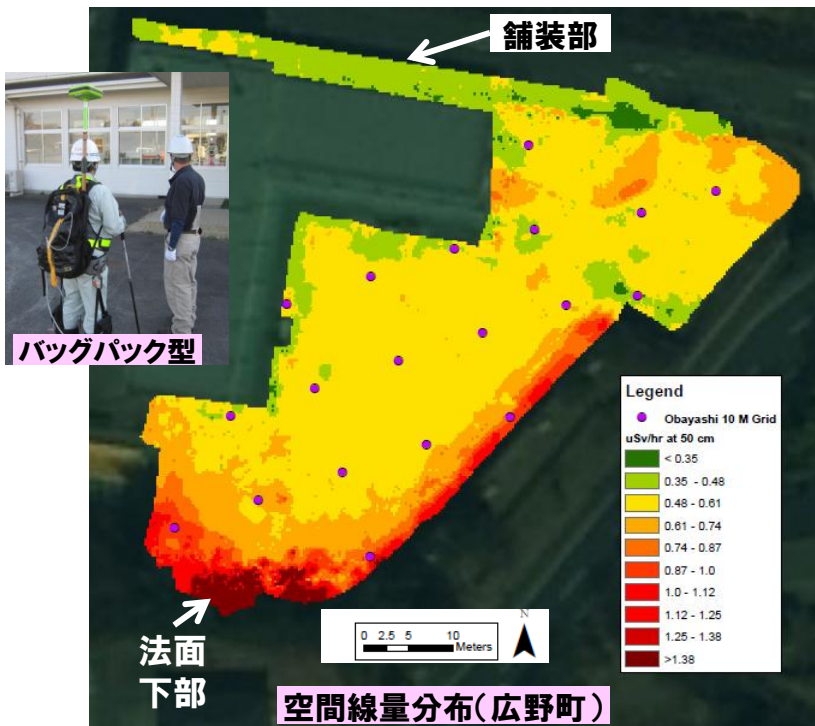 舗装部
バッグパック型
Legend
Obayashi 10 M Grid
uSv/hr at 50 cm
< 0.35
0.35 - 0.48
0.48 - 0.61
0.61 - 0.74
0.74 - 0.87
0.87 - 1.0
1.0 - 1.12
1.12 - 1.25
1.25 - 1.38
>1.38
法面
下部
0 2.5 5 10
Meters
N
空間線量分布(広野町)